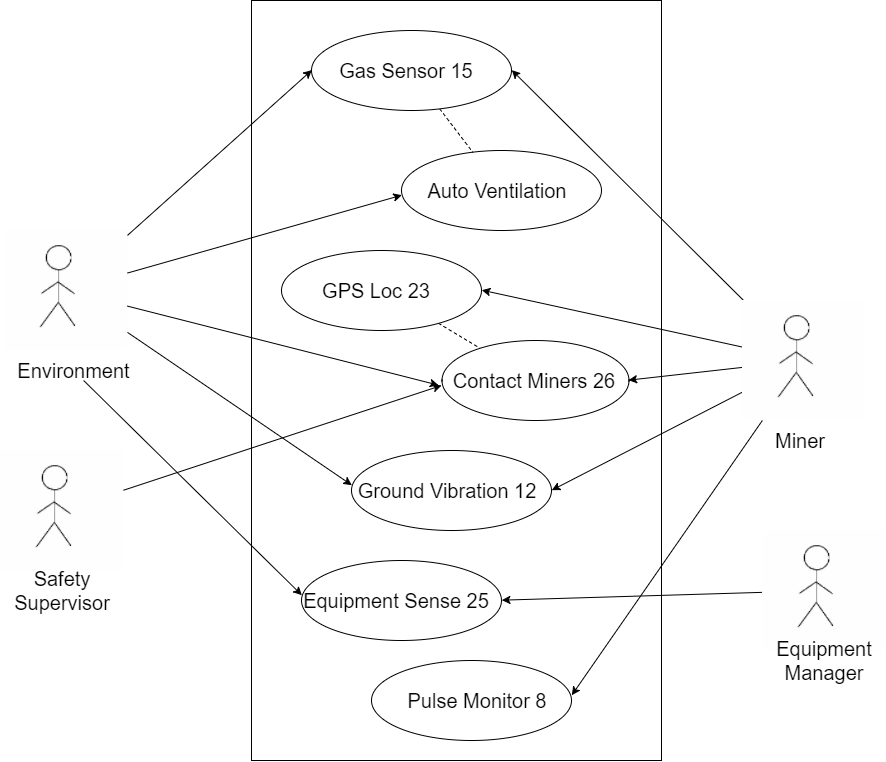 Gas Sensor 15
Auto Ventilation
GPS Loc 23
Environment
Contact Miners 26
Miner
Ground Vibration 12
Safety
Supervisor
Equipment Sense 25
Equipment
Manager
Pulse Monitor 8